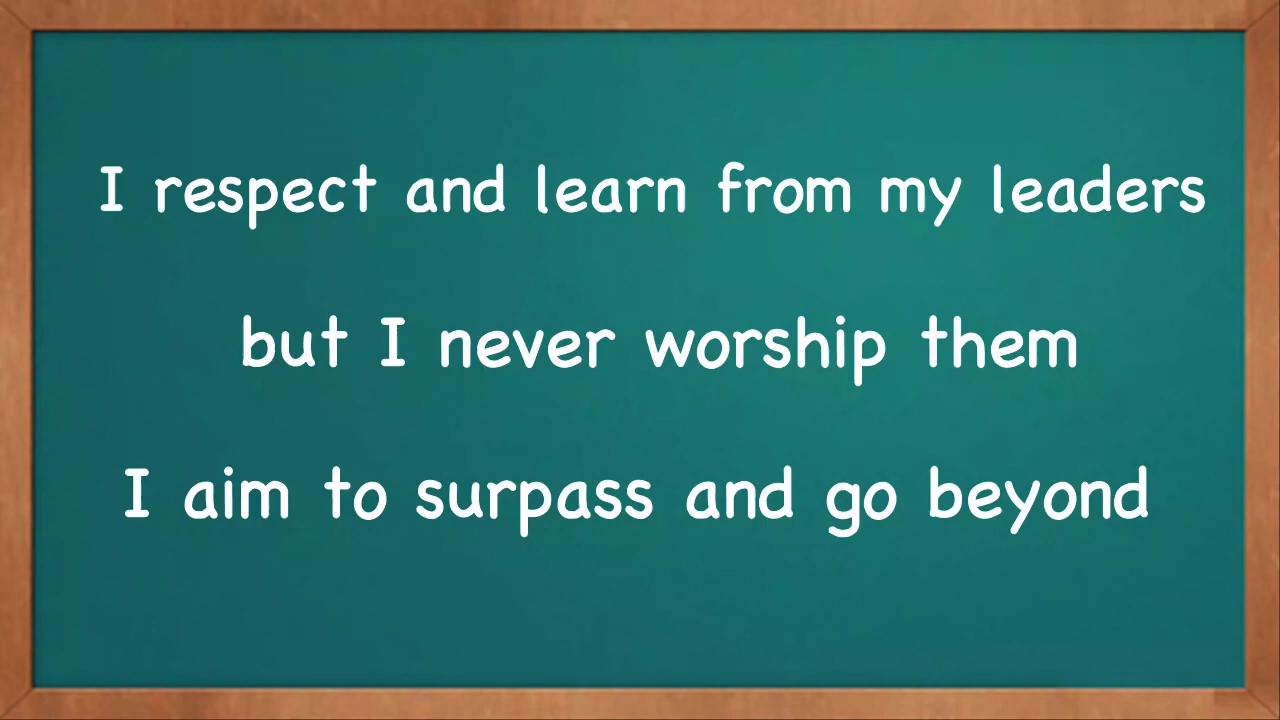 I respect and learn from my leaders
but I never worship them
I aim to surpass and go beyond